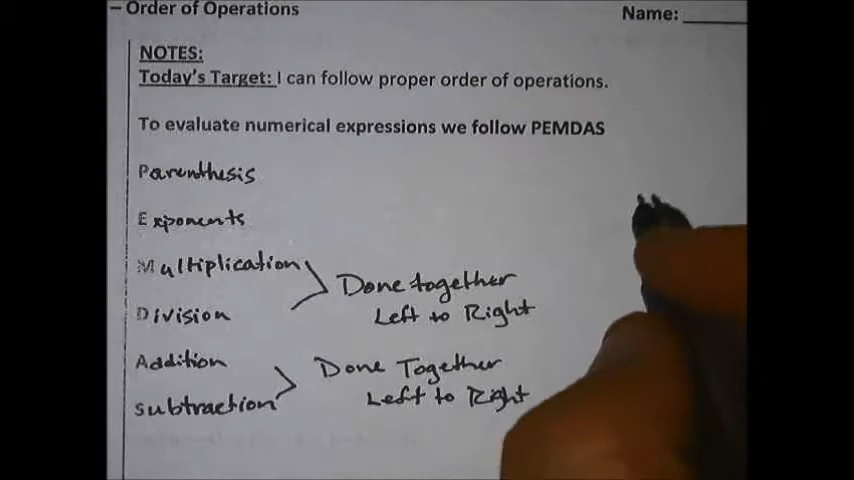 – Order of Operations
Name:
NOTES:
Today's Target: I can follow proper order of operations.
To evaluate numerical expressions we follow PEMDAS
Parenthesis
Exponents
Multiplication
Done together
Left to Right
Division
Addition
Done Together
Left to Right
Subtraction